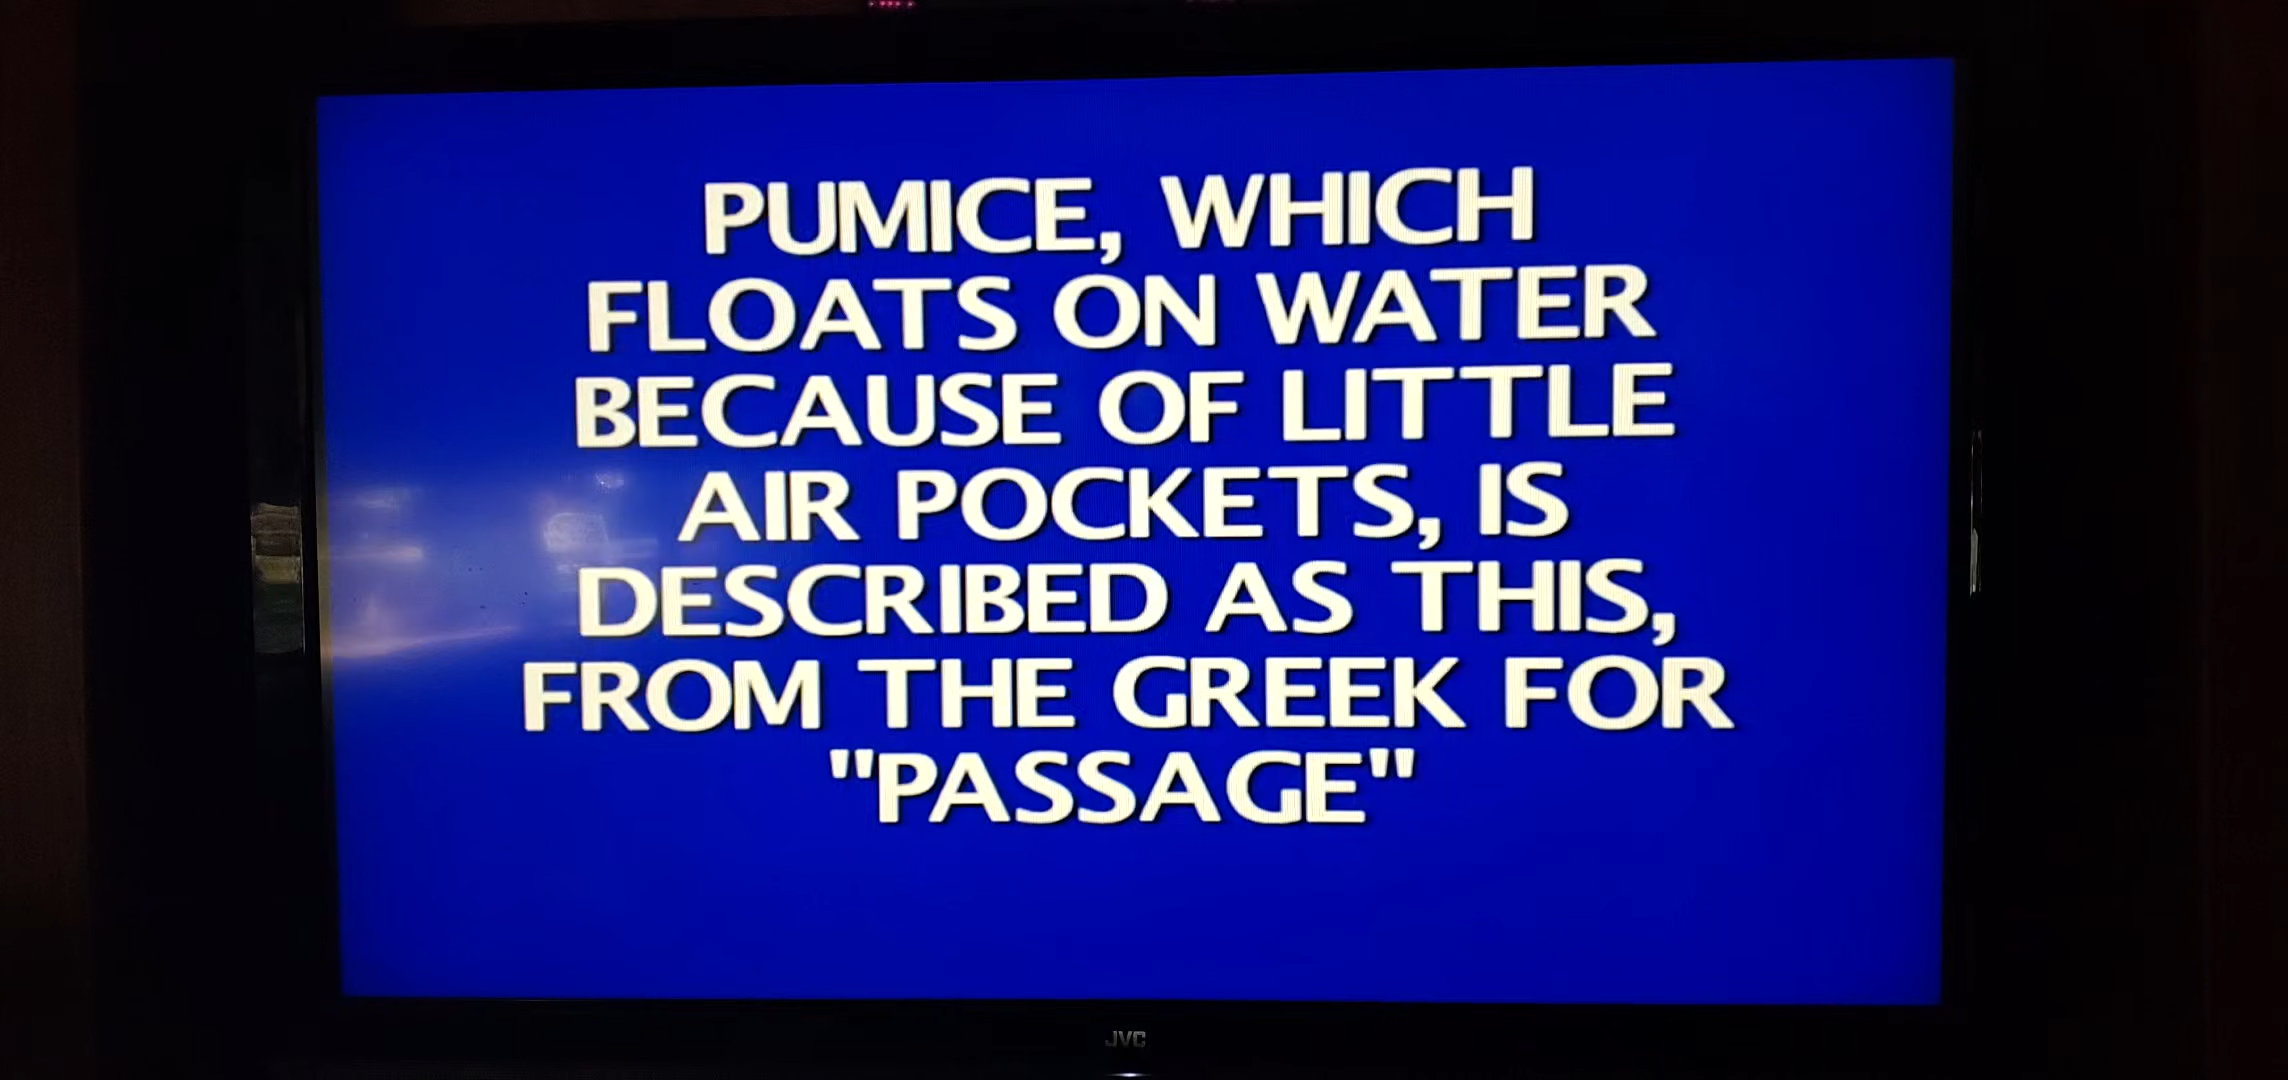 PUMICE, WHICH
FLOATS ON WATER
BECAUSE OF LITTLE
AIR POCKETS, IS
DESCRIBED AS THIS,
FROM THE GREEK FOR
"PASSAGE"
JVC